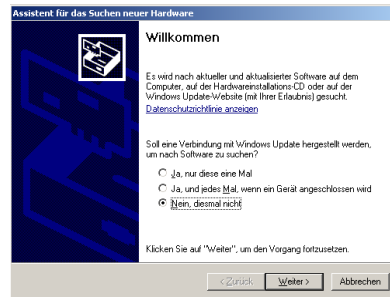 Assistent für das Suchen neuer Hardware
Willkommen
Es wird nach aktueller und aktualisierter Software auf dem
Computer, auf der Hardwareinstallations-CD oder auf der
Windows Update-Website (mit Ihrer Erlaubnis) gesucht.
Datenschutzrichtlinie anzeigen
Soll eine Verbindung mit Windows Update hergestellt werden,
um nach Software zu suchen?
Ja, nur diese eine Mal
Ja, und jedes Mal, wenn ein Gerät angeschlossen wird
Nein, diesmal nicht
Klicken Sie auf "Weiter", um den Vorgang fortzusetzen.
< Zurück Weiter > Abbrechen